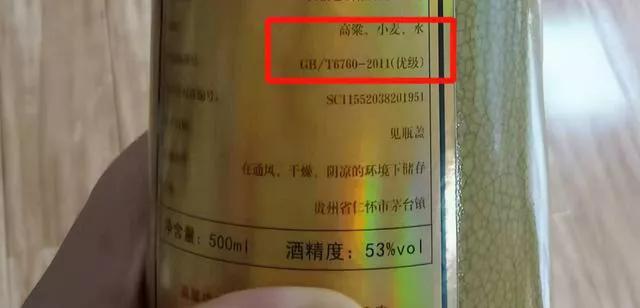 高粱、小麦、水
GB/T6760-2011(优级)
编号:
SC11552038201951
见瓶盖
在通风、干燥、阴凉的环境下储存
贵州省仁怀市茅台镇
净含量: 500ml 酒精度: 53%vol